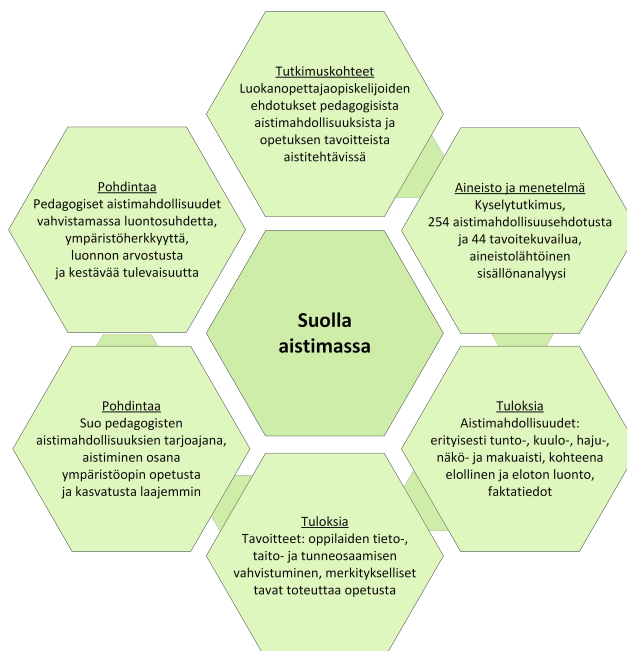 Tutkimuskohteet
Luokanopettajaopiskelijoiden
ehdotukset pedagogisista
aistimahdollisuuksista ja
opetuksen tavoitteista
aistitehtävissä
Aineisto ja menetelmä
Kyselytutkimus,
254 aistimahdollisuusehdotusta
ja 44 tavoitekuvailua,
aineistolähtöinen
sisällönanalyysi
Tuloksia
Aistimahdollisuudet:
erityisesti tunto-, kuulo-, haju-,
näkö- ja makuaisti, kohteena
elollinen ja eloton luonto,
faktatiedot
Tuloksia
Tavoitteet: oppilaiden tieto-,
taito- ja tunneosaamisen
vahvistuminen, merkitykselliset
tavat toteuttaa opetusta
Pohdintaa
Suo pedagogisten
aistimahdollisuuksien tarjoajana,
aistiminen osana
ympäristöopin opetusta
ja kasvatusta laajemmin
Pohdintaa
Pedagogiset aistimahdollisuudet
vahvistamassa luontosuhdetta,
ympäristöherkkyyttä,
luonnon arvostusta
ja kestävää tulevaisuutta
Suolla
aistimassa